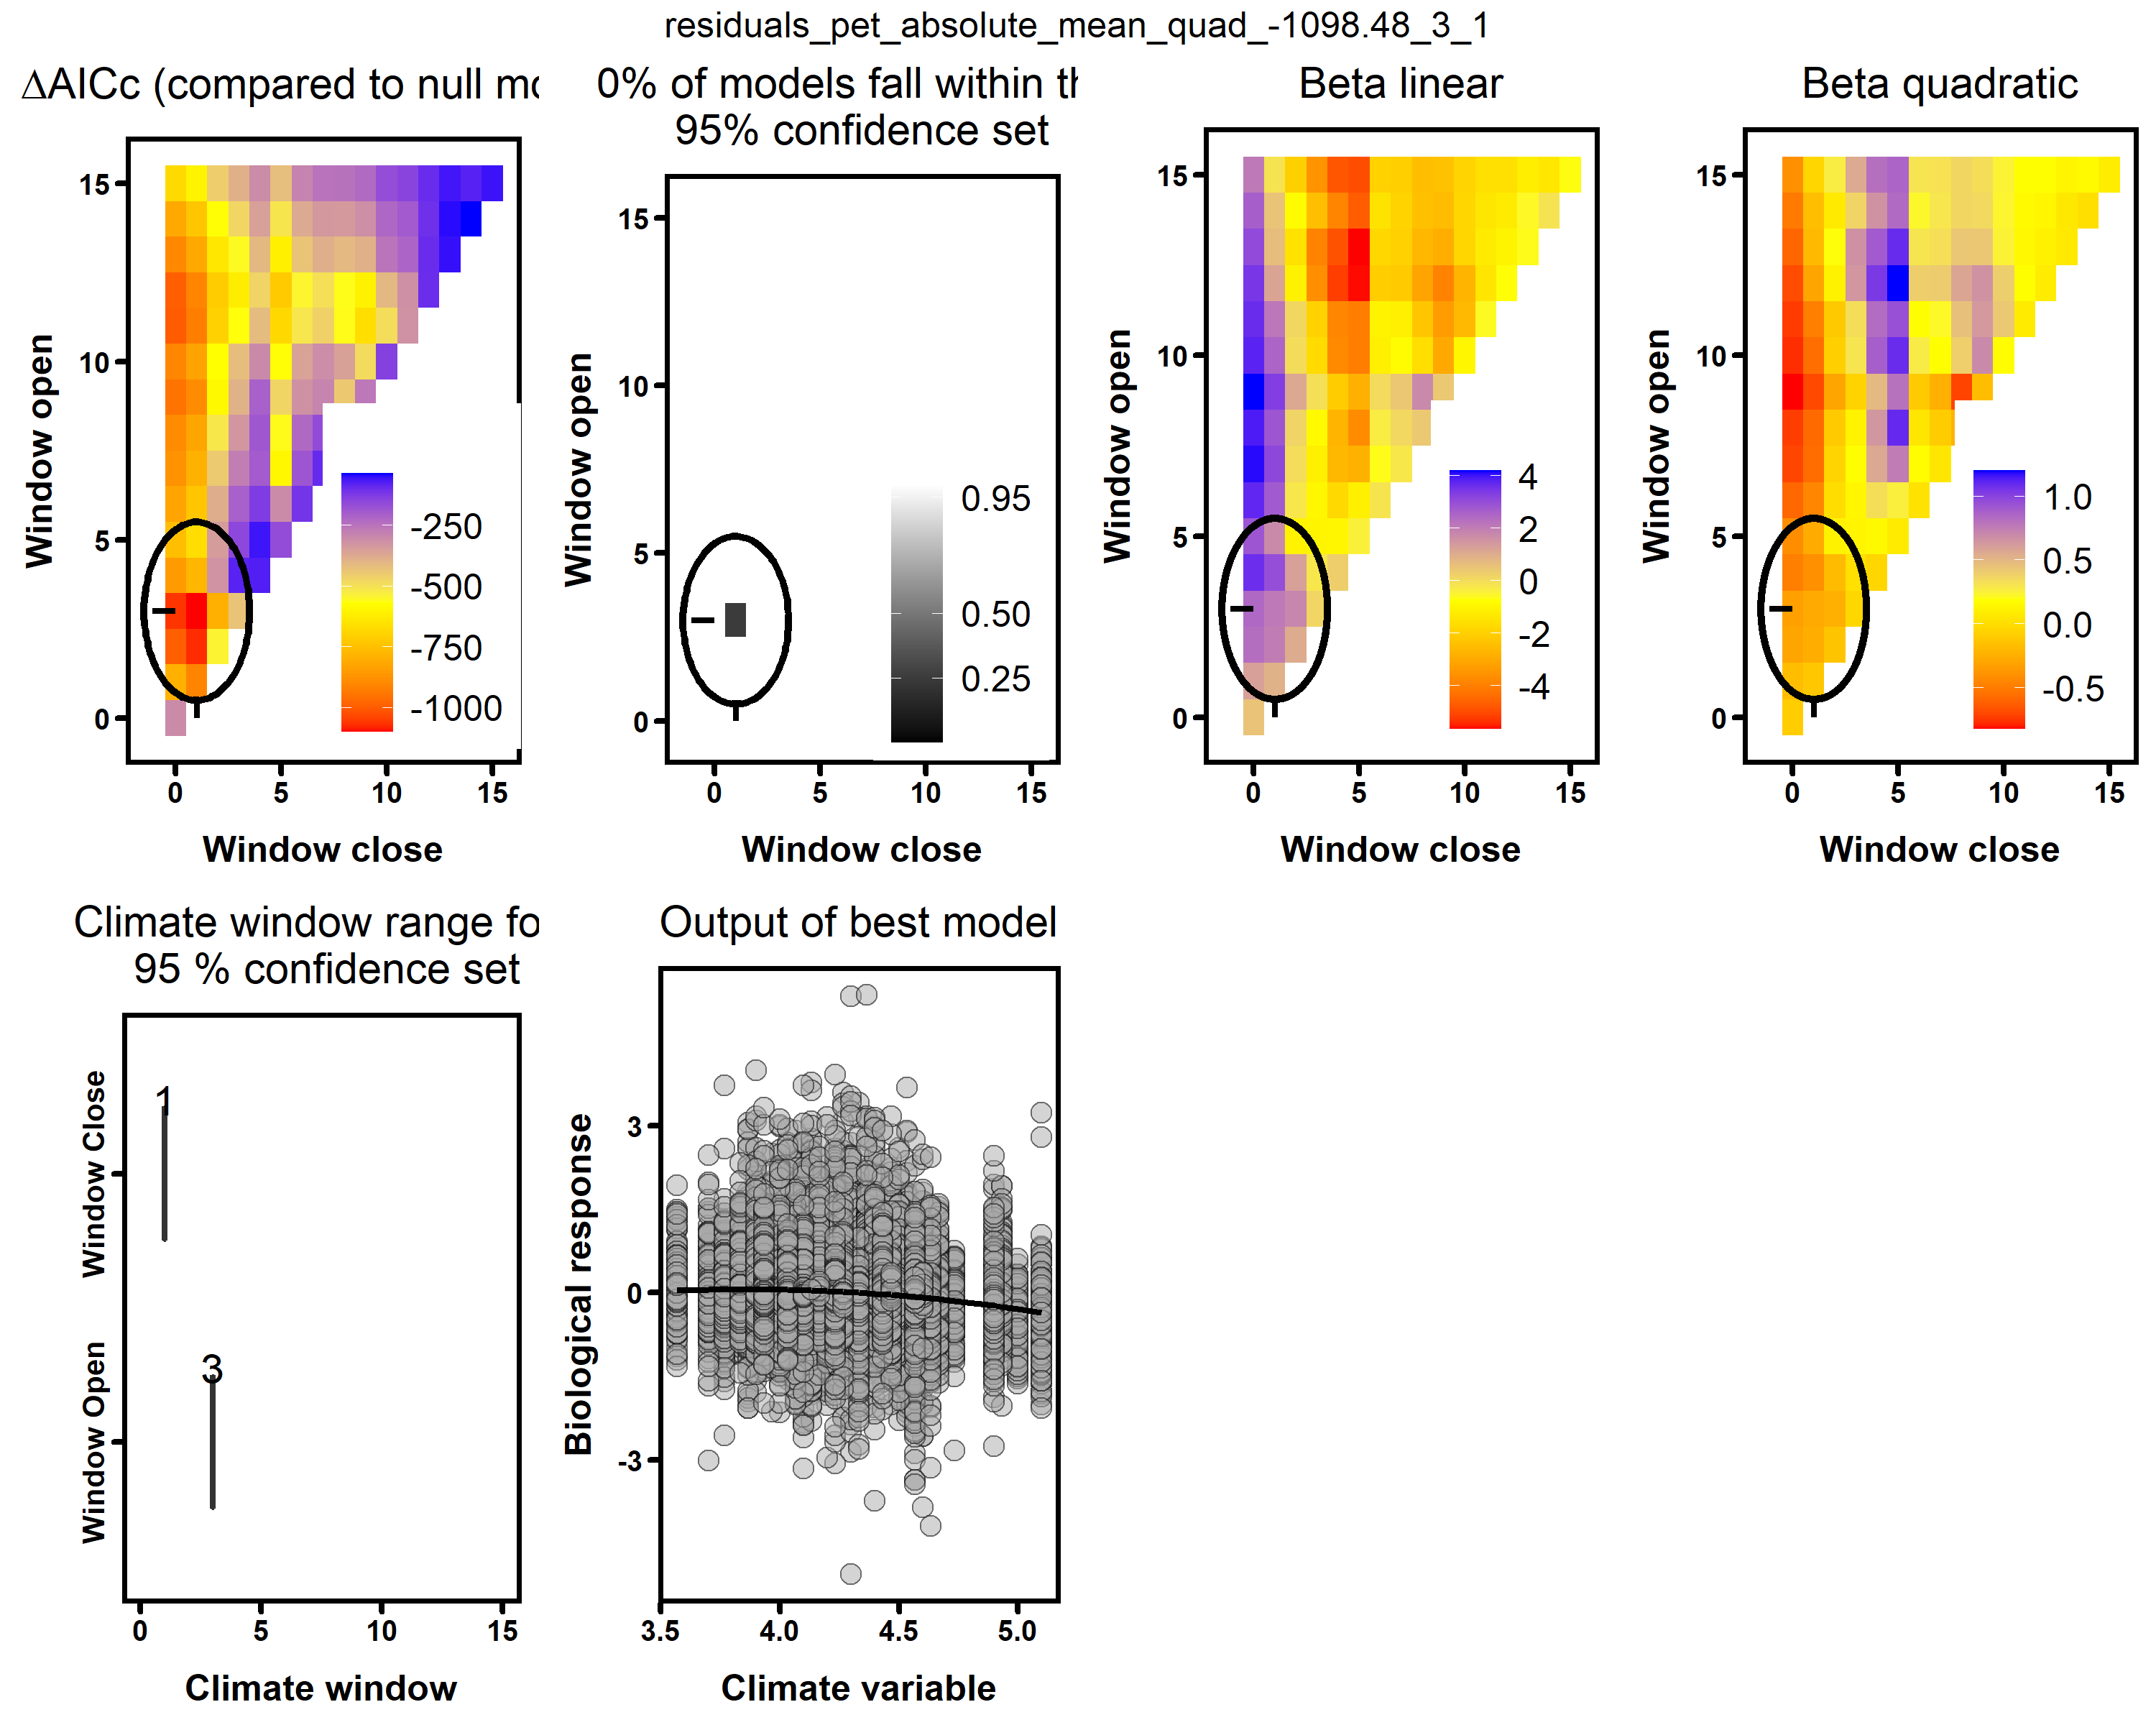 residuals_pet_absolute_mean_quad_-1098.48_3_1
ΔAICc (compared to null mo
Window open
15
10
5
0
-250
-500
-750
-1000
0 5 10 15
Window close
0% of models fall within th
95% confidence set
Window open
15
10
5
0
0.95
0.50
0.25
0 5 10 15
Window close
Beta linear
Window open
15
10
5
0
4
2
0
-2
-4
0 5 10 15
Window close
Beta quadratic
Window open
15
10
5
0
1.0
0.5
0.0
-0.5
0 5 10 15
Window close
Climate window range fo
95 % confidence set
Window Close
Window Open
1
3
0 5 10 15
Climate window
Output of best model
Biological response
3
0
-3
3.5 4.0 4.5 5.0
Climate variable